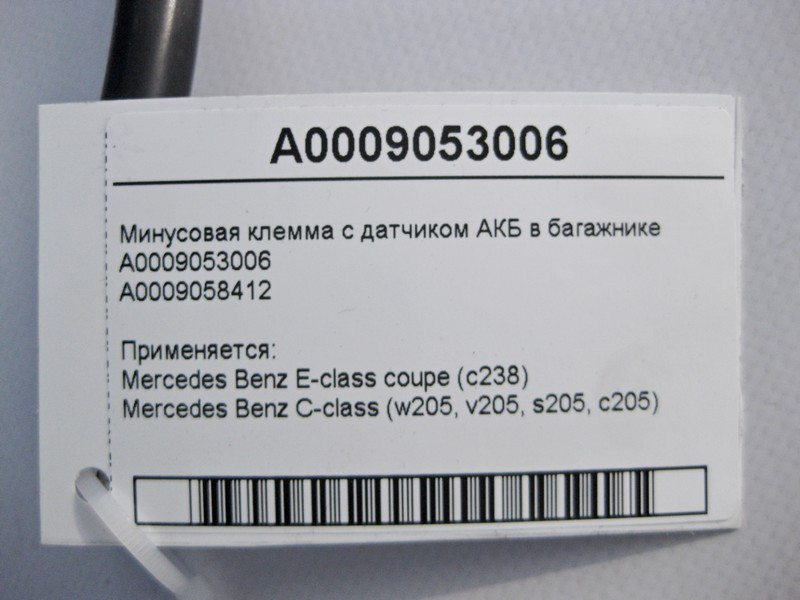 A0009053006
Минусовая клемма с датчиком АКБ в багажнике
A0009053006
A0009058412
Применяется:
Mercedes Benz E-class coupe (c238)
Mercedes Benz C-class (w205, v205, s205, c205)